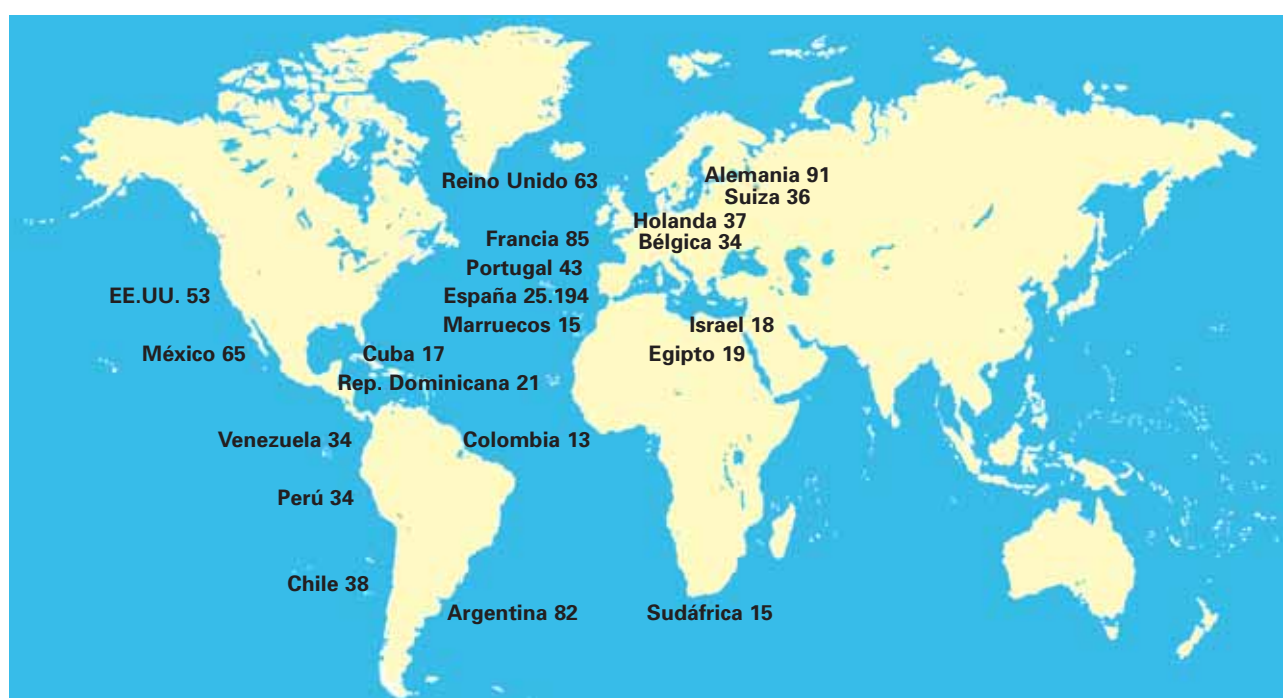 Alemania 91
Reino Unido 63
Suiza 36
Holanda 37
Francia 85
Bélgica 34
Portugal 43
EE.UU. 53
España 25.194
Marruecos 15
Israel 18
México 65
Cuba 17
Egipto 19
Rep. Dominicana 21
Venezuela 34
Colombia 13
Perú 34
Chile 38
Argentina 82
Sudáfrica 15